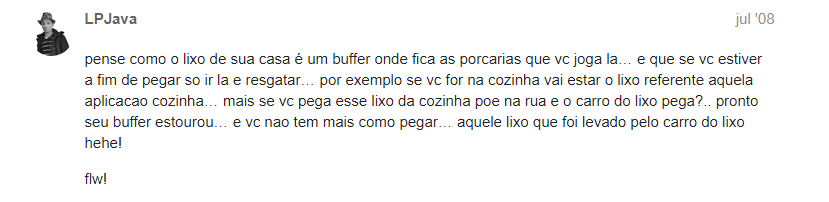 LPJava
jul '08
pense como o lixo de sua casa é um buffer onde fica as porcarias que vc joga la... e que se vc estiver
a fim de pegar so ir la e resgatar... por exemplo se vc for na cozinha vai estar o lixo referente aquela
aplicacao cozinha... mais se vc pega esse lixo da cozinha poe na rua e o carro do lixo pega?.. pronto
seu buffer estourou... e vc nao tem mais como pegar... aquele lixo que foi levado pelo carro do lixo
hehe!
flw!